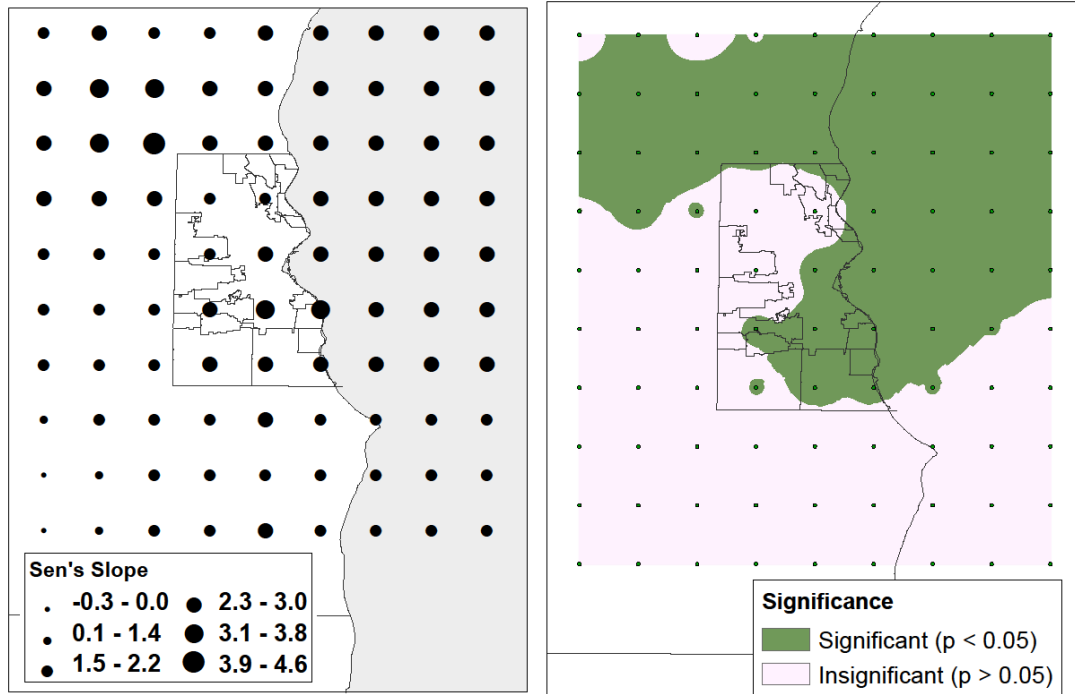 Sen's Slope
-0.3 - 0.0 2.3 - 3.0
0.1 - 1.4 3.1 - 3.8
1.5 - 2.2 3.9 - 4.6
Significance
Significant (p < 0.05)
Insignificant (p > 0.05)